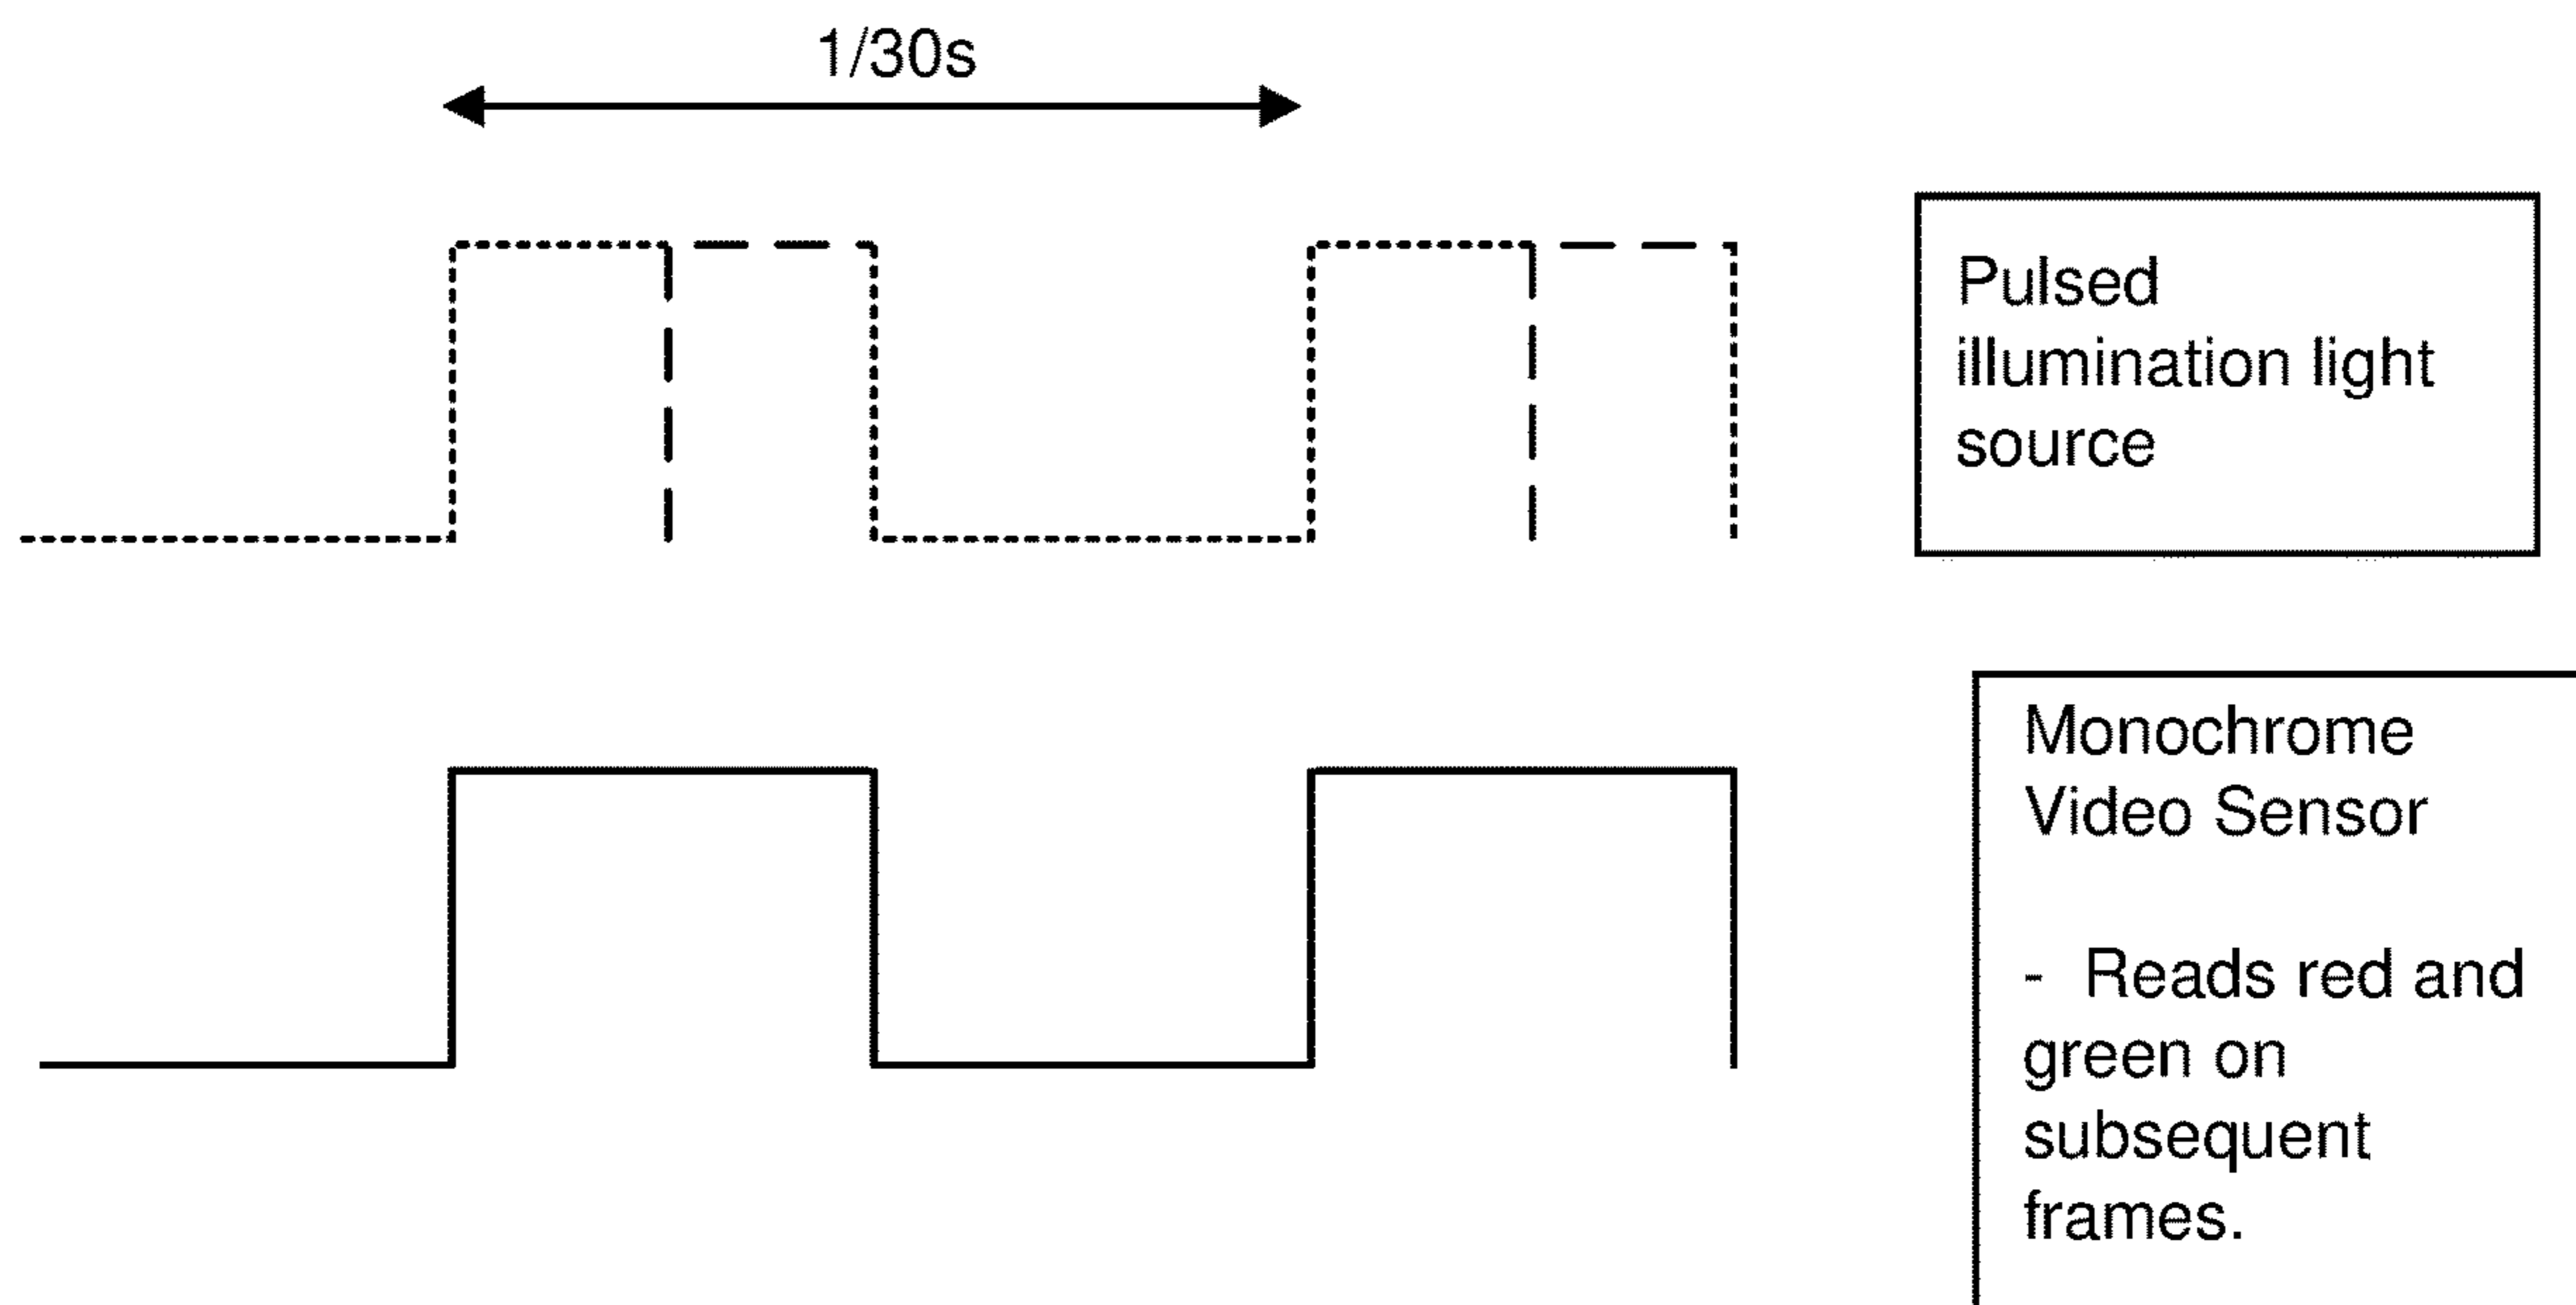 1/30s
Pulsed
illumination light
source
Monochrome
Video Sensor
- Reads red and
green on
subsequent
frames.